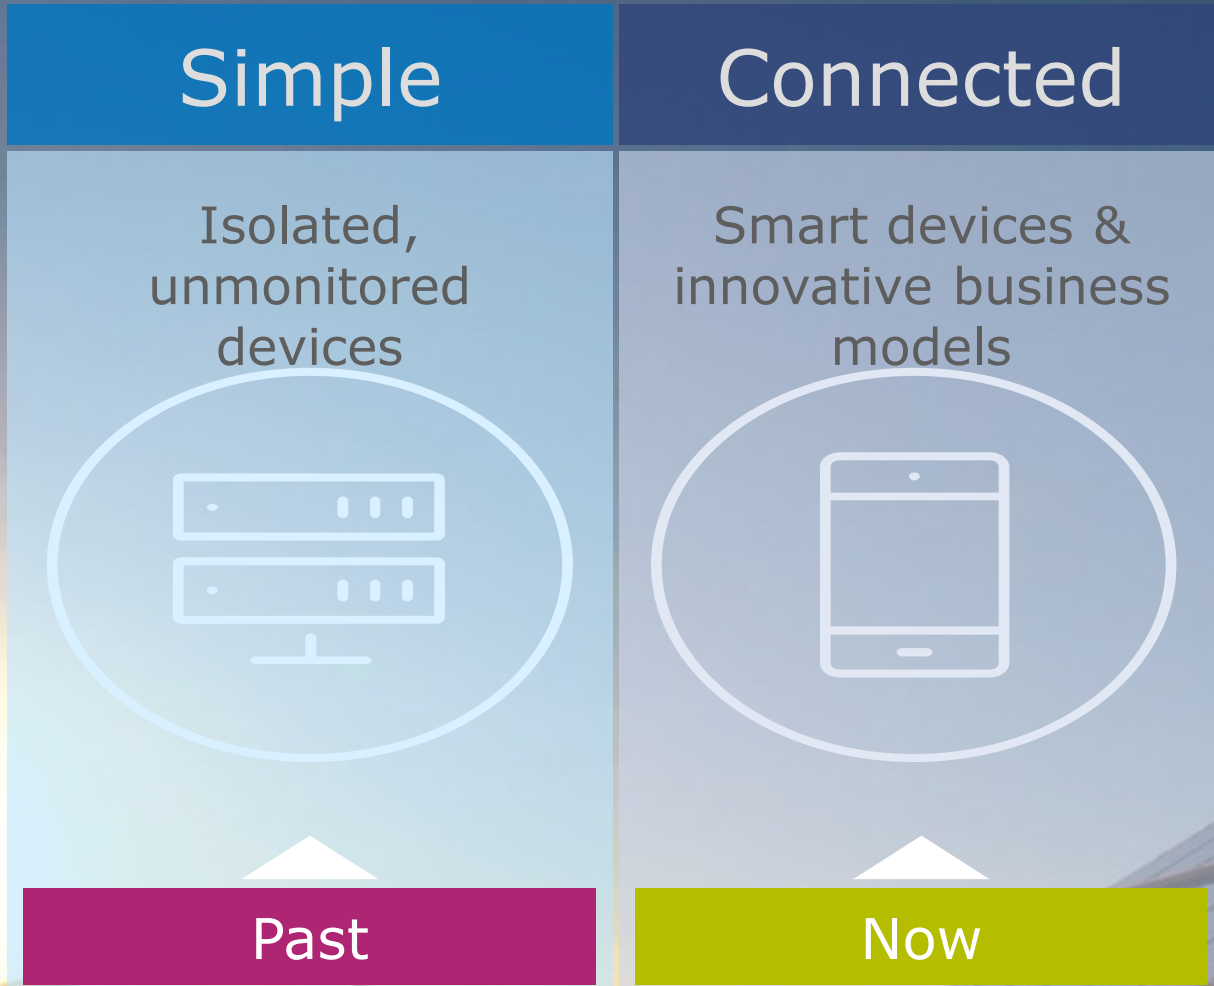 Simple
Isolated,
unmonitored
devices
Past
Connected
Smart devices &
innovative business
models
Now